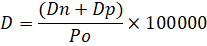 D = (Dn + Dp) / Po × 100000